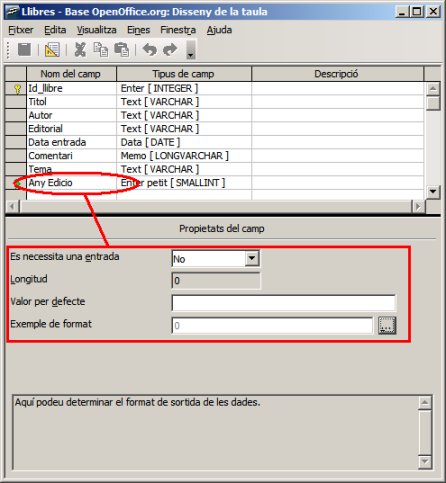 Llibres - Base OpenOffice.org: Disseny de la taula
Fitxer Edita Visualitza Eines Finestra Ajuda
Nom del camp Tipus de camp Descripció
Id_llibre Enter [ INTEGER ]
Titol Text [ VARCHAR ]
Autor Text [ VARCHAR ]
Editorial Text [ VARCHAR ]
Data entrada Data [ DATE ]
Comentari Memo [ LONGVARCHAR ]
Tema Text [ VARCHAR ]
Any Edicio Enter petit [ SMALLINT ]
Propietats del camp
Es necessita una entrada No
Longitud 0
Valor per defecte
Exemple de format 0 ...
Aquí podeu determinar el format de sortida de les dades.